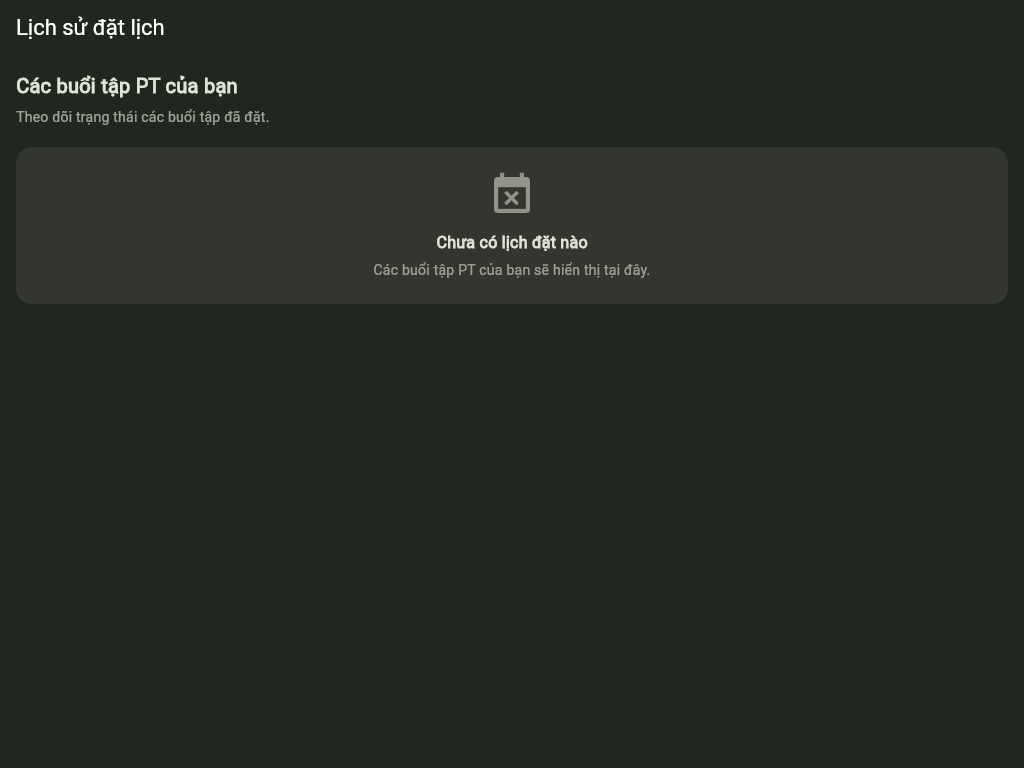 Lịch sử đặt lịch
Các buổi tập PT của bạn
Theo dõi trạng thái các buổi tập đã đặt.
Chưa có lịch đặt nào
Các buổi tập PT của bạn sẽ hiển thị tại đây.